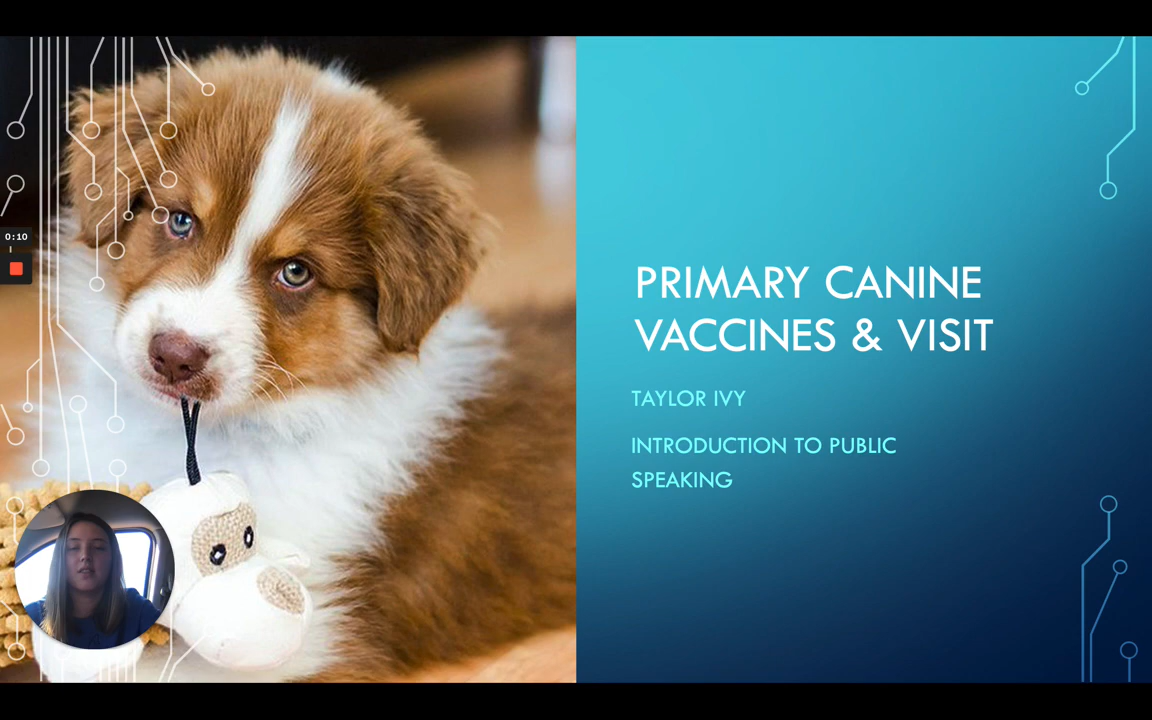 0:10
PRIMARY CANINE
VACCINES & VISIT
TAYLOR IVY
INTRODUCTION TO PUBLIC
SPEAKING